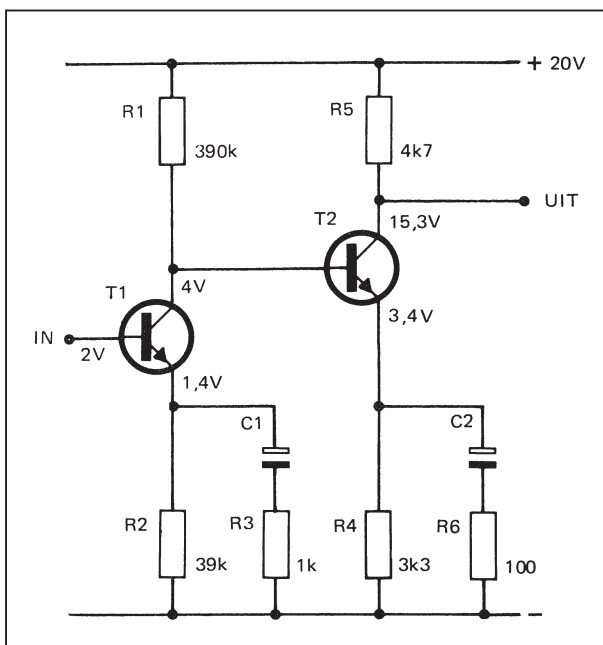 + 20V
R1
390k
R5
4k7
UIT
T2
15,3V
T1
4V
3,4V
IN
2V
1,4V
C1
C2
R2
39k
R3
1k
R4
3k3
R6
100
-